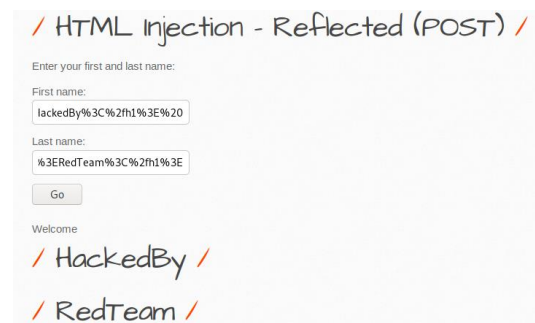 / HTML Injection - Reflected (POST) /
Enter your first and last name:
First name:
lackedBy%3C%2fh1%3E%20
Last name:
%3ERedTeam%3C%2fh1%3E
Go
Welcome
/ HackedBy /
/ RedTeam /